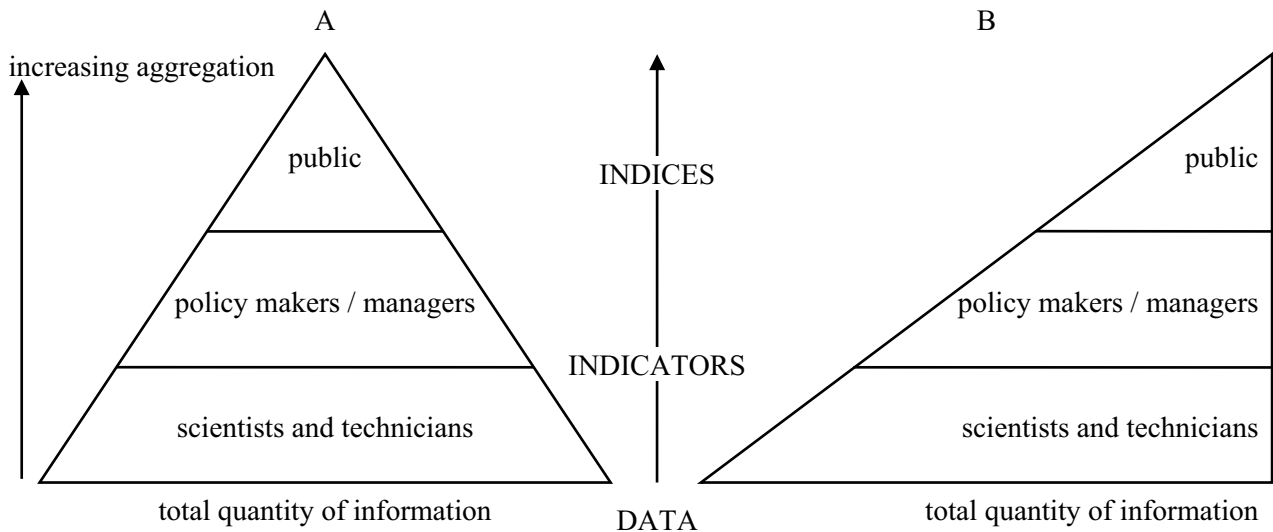 A
increasing aggregation
public
policy makers / managers
scientists and technicians
total quantity of information
INDICES
INDICATORS
DATA
B
public
policy makers / managers
scientists and technicians
total quantity of information